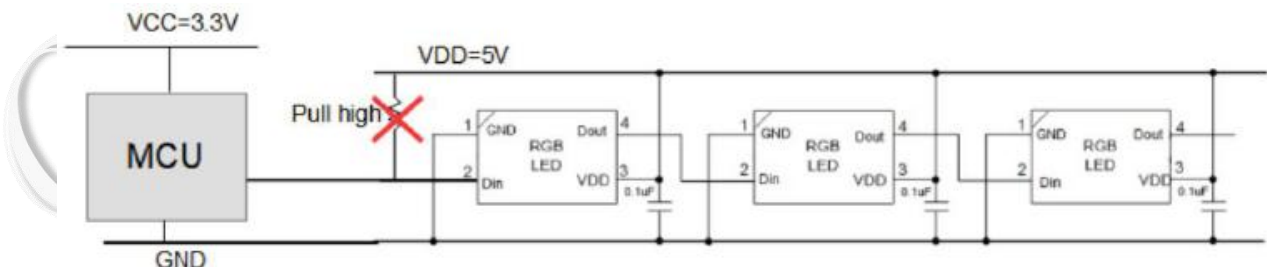 VCC=3.3V
VDD=5V
Pull high
MCU
GND
1 GND Dout 4
RGB
LED
2 Din VDD 3
0.1uF
1 GND Dout 4
RGB
LED
2 Din VDD 3
0.1uF
1 GND Dout 4
RGB
LED
2 Din VDD 3
0.1uF